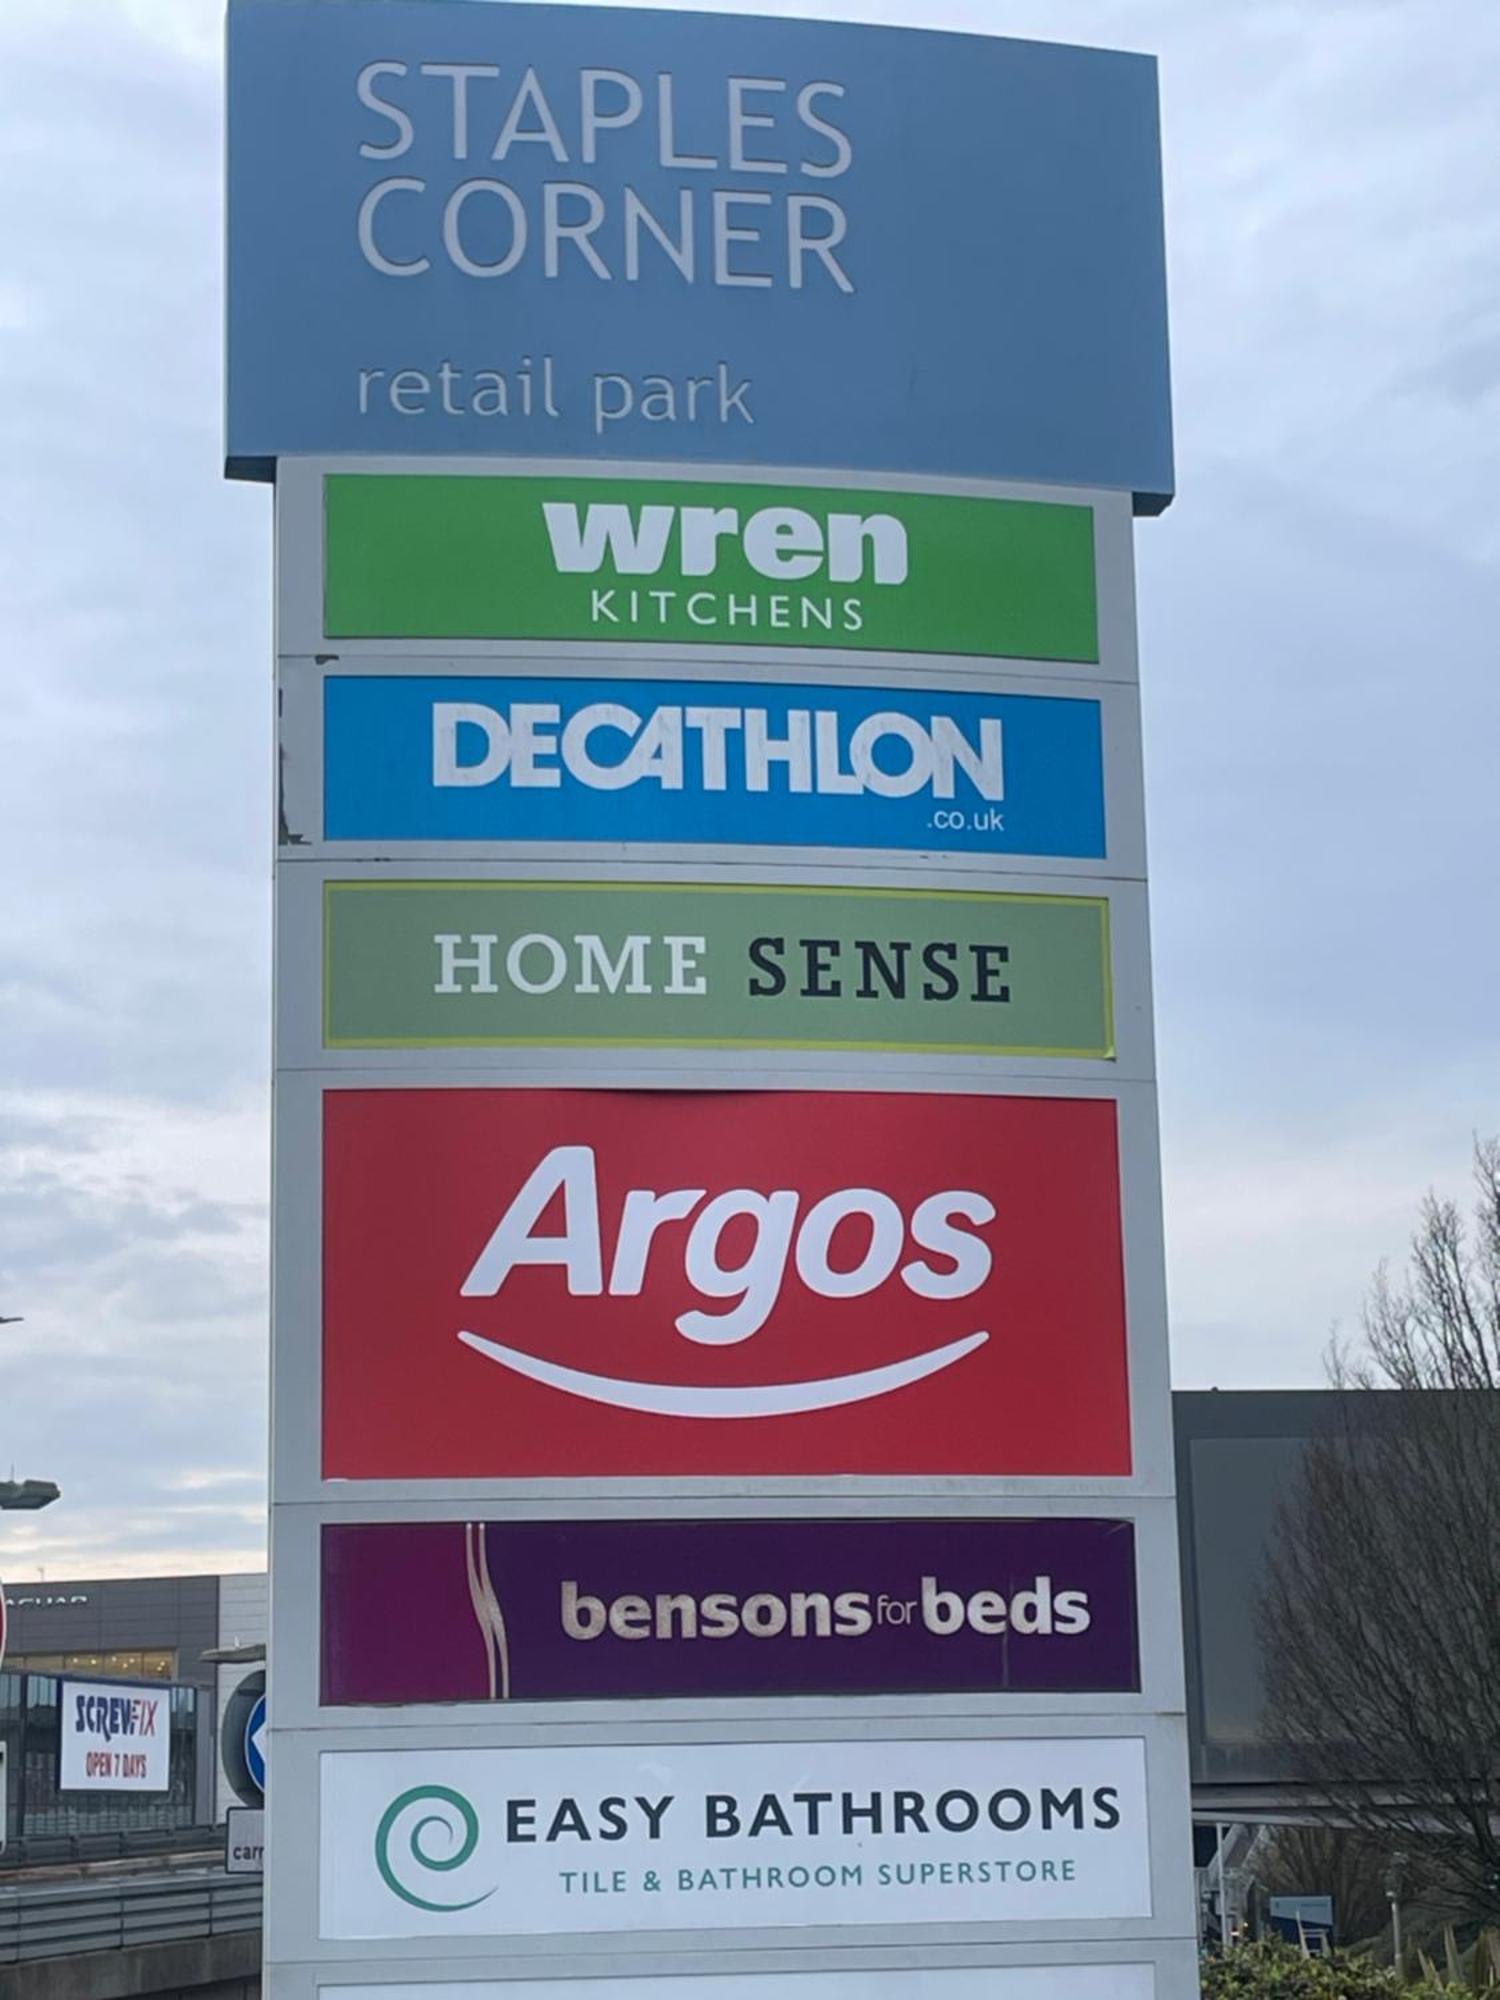 STAPLES
CORNER
retail park
wren
KITCHENS
DECATHLON
.co.uk
HOME SENSE
Argos
bensons for beds
EASY BATHROOMS
TILE & BATHROOM SUPERSTORE
SCREWFIX
OPEN 7 DAYS